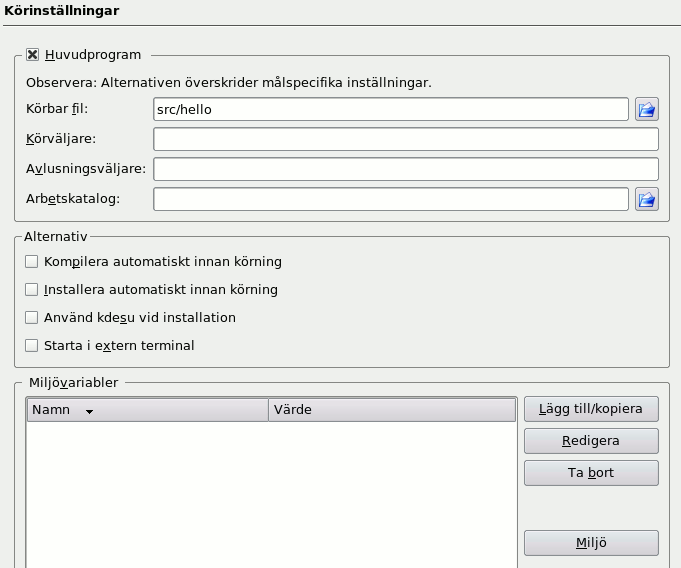 Körinställningar
Huvudprogram
Observera: Alternativen överskrider målspecifika inställningar.
Körbar fil: src/hello
Körväljare:
Avlusningsväljare:
Arbetskatalog:
Alternativ
Kompilera automatiskt innan körning
Installera automatiskt innan körning
Använd kdesu vid installation
Starta i extern terminal
Miljövariabler
Namn Värde
Lägg till/kopiera
Redigera
Ta bort
Miljö